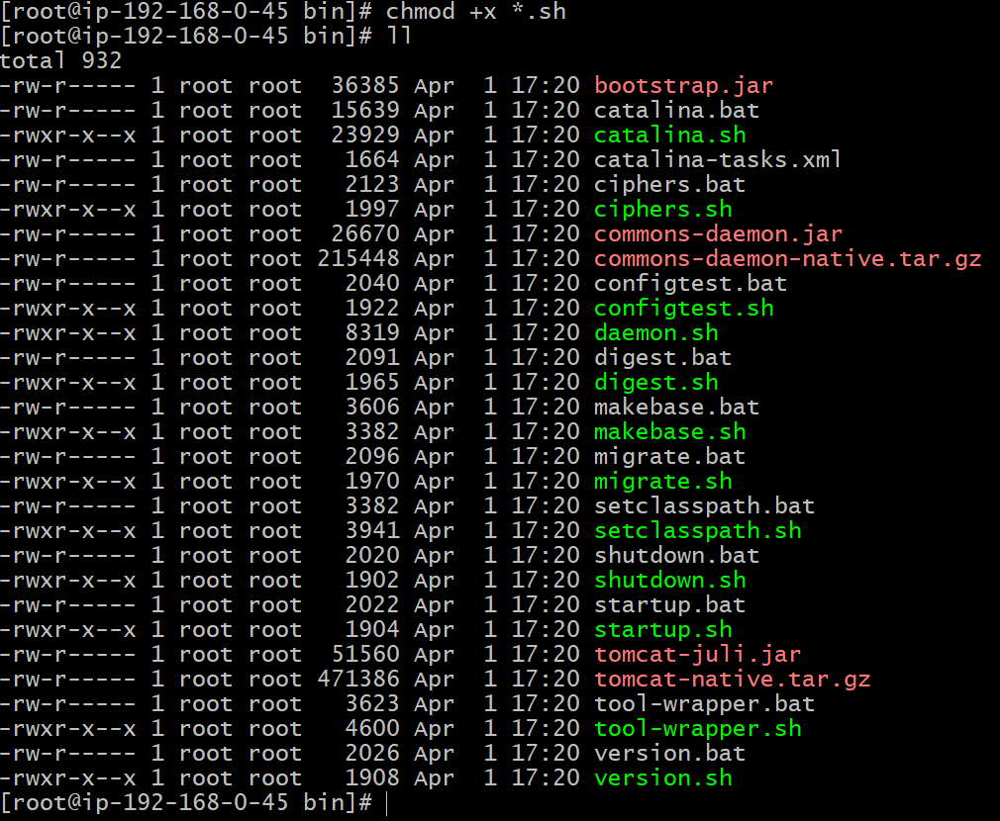 [root@ip-192-168-0-45 bin]# chmod +x *.sh
[root@ip-192-168-0-45 bin]# ll
total 932
-rw-r----- 1 root root  36385 Apr  1 17:20 bootstrap.jar
-rw-r----- 1 root root  15639 Apr  1 17:20 catalina.bat
-rwxr-x--x 1 root root  23929 Apr  1 17:20 catalina.sh
-rw-r----- 1 root root   1664 Apr  1 17:20 catalina-tasks.xml
-rw-r----- 1 root root   2123 Apr  1 17:20 ciphers.bat
-rwxr-x--x 1 root root   1997 Apr  1 17:20 ciphers.sh
-rw-r----- 1 root root  26670 Apr  1 17:20 commons-daemon.jar
-rw-r----- 1 root root 215448 Apr  1 17:20 commons-daemon-native.tar.gz
-rw-r----- 1 root root   2040 Apr  1 17:20 configtest.bat
-rwxr-x--x 1 root root   1922 Apr  1 17:20 configtest.sh
-rwxr-x--x 1 root root   8319 Apr  1 17:20 daemon.sh
-rw-r----- 1 root root   2091 Apr  1 17:20 digest.bat
-rwxr-x--x 1 root root   1965 Apr  1 17:20 digest.sh
-rw-r----- 1 root root   3606 Apr  1 17:20 makebase.bat
-rwxr-x--x 1 root root   3382 Apr  1 17:20 makebase.sh
-rw-r----- 1 root root   2096 Apr  1 17:20 migrate.bat
-rwxr-x--x 1 root root   1970 Apr  1 17:20 migrate.sh
-rw-r----- 1 root root   3382 Apr  1 17:20 setclasspath.bat
-rwxr-x--x 1 root root   3941 Apr  1 17:20 setclasspath.sh
-rw-r----- 1 root root   2020 Apr  1 17:20 shutdown.bat
-rwxr-x--x 1 root root   1902 Apr  1 17:20 shutdown.sh
-rw-r----- 1 root root   2022 Apr  1 17:20 startup.bat
-rwxr-x--x 1 root root   1904 Apr  1 17:20 startup.sh
-rw-r----- 1 root root  51560 Apr  1 17:20 tomcat-juli.jar
-rw-r----- 1 root root 471386 Apr  1 17:20 tomcat-native.tar.gz
-rw-r----- 1 root root   3623 Apr  1 17:20 tool-wrapper.bat
-rwxr-x--x 1 root root   4600 Apr  1 17:20 tool-wrapper.sh
-rw-r----- 1 root root   2026 Apr  1 17:20 version.bat
-rwxr-x--x 1 root root   1908 Apr  1 17:20 version.sh
[root@ip-192-168-0-45 bin]#